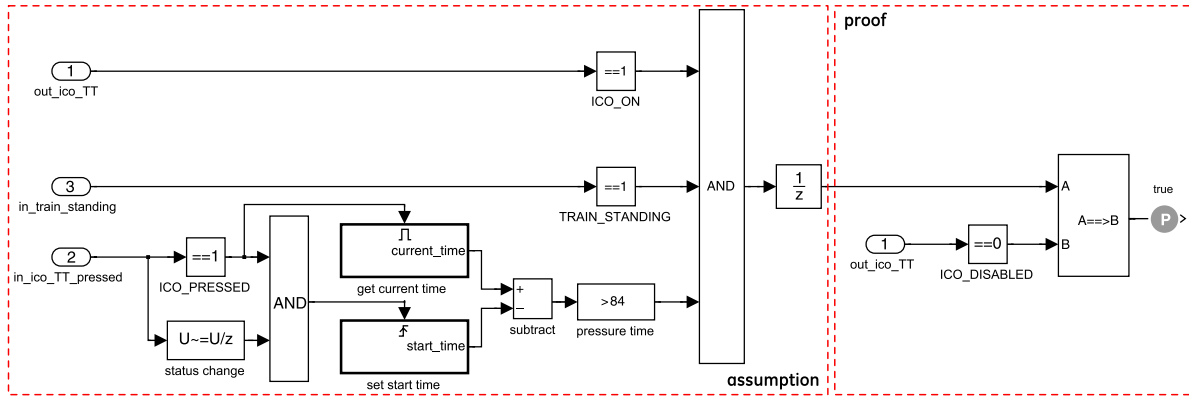 proof
1
out_ico_TT
==1
ICO_ON
3
in_train_standing
==1
TRAIN_STANDING
AND
1
z
A
true
A==>B
P
B
1
out_ico_TT
==0
ICO_DISABLED
2
in_ico_TT_pressed
==1
ICO_PRESSED
AND
U~=U/z
status change
current_time
get current time
start_time
set start time
+
−
subtract
>84
pressure time
assumption